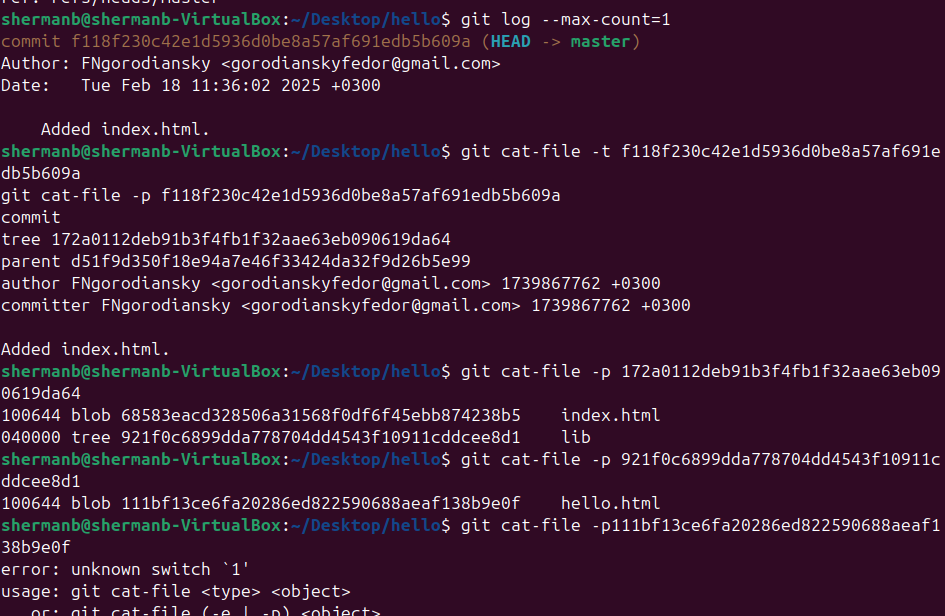 shermanb@shermanb-VirtualBox:~/Desktop/hello$ git log --max-count=1
commit f118f230c42e1d5936d0be8a57af691edb5b609a (HEAD -> master)
Author: FNgorodiansky <gorodianskyfedor@gmail.com>
Date:   Tue Feb 18 11:36:02 2025 +0300

    Added index.html.
shermanb@shermanb-VirtualBox:~/Desktop/hello$ git cat-file -t f118f230c42e1d5936d0be8a57af691e
db5b609a
git cat-file -p f118f230c42e1d5936d0be8a57af691edb5b609a
commit
tree 172a0112deb91b3f4fb1f32aae63eb090619da64
parent d51f9d350f18e94a7e46f33424da32f9d26b5e99
author FNgorodiansky <gorodianskyfedor@gmail.com> 1739867762 +0300
committer FNgorodiansky <gorodianskyfedor@gmail.com> 1739867762 +0300

Added index.html.
shermanb@shermanb-VirtualBox:~/Desktop/hello$ git cat-file -p 172a0112deb91b3f4fb1f32aae63eb09
0619da64
100644 blob 68583eacd328506a31568f0df6f45ebb874238b5    index.html
040000 tree 921f0c6899dda778704dd4543f10911cddcee8d1    lib
shermanb@shermanb-VirtualBox:~/Desktop/hello$ git cat-file -p 921f0c6899dda778704dd4543f10911c
ddcee8d1
100644 blob 111bf13ce6fa20286ed822590688aeaf138b9e0f    hello.html
shermanb@shermanb-VirtualBox:~/Desktop/hello$ git cat-file -p111bf13ce6fa20286ed822590688aeaf1
38b9e0f
error: unknown switch `1'
usage: git cat-file <type> <object>
   or: git cat-file (-e | -p) <object>